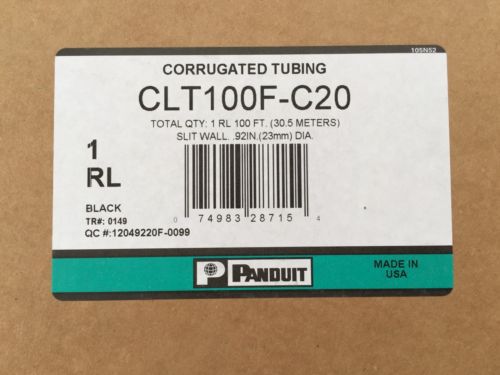 105N52
CORRUGATED TUBING
CLT100F-C20
TOTAL QTY: 1 RL 100 FT. (30.5 METERS)
SLIT WALL. .92IN.(23mm) DIA.
1
RL
BLACK
TR#: 0149
QC #:12049220F-0099
0 74983 28715 4
PANDUIT
MADE IN
USA